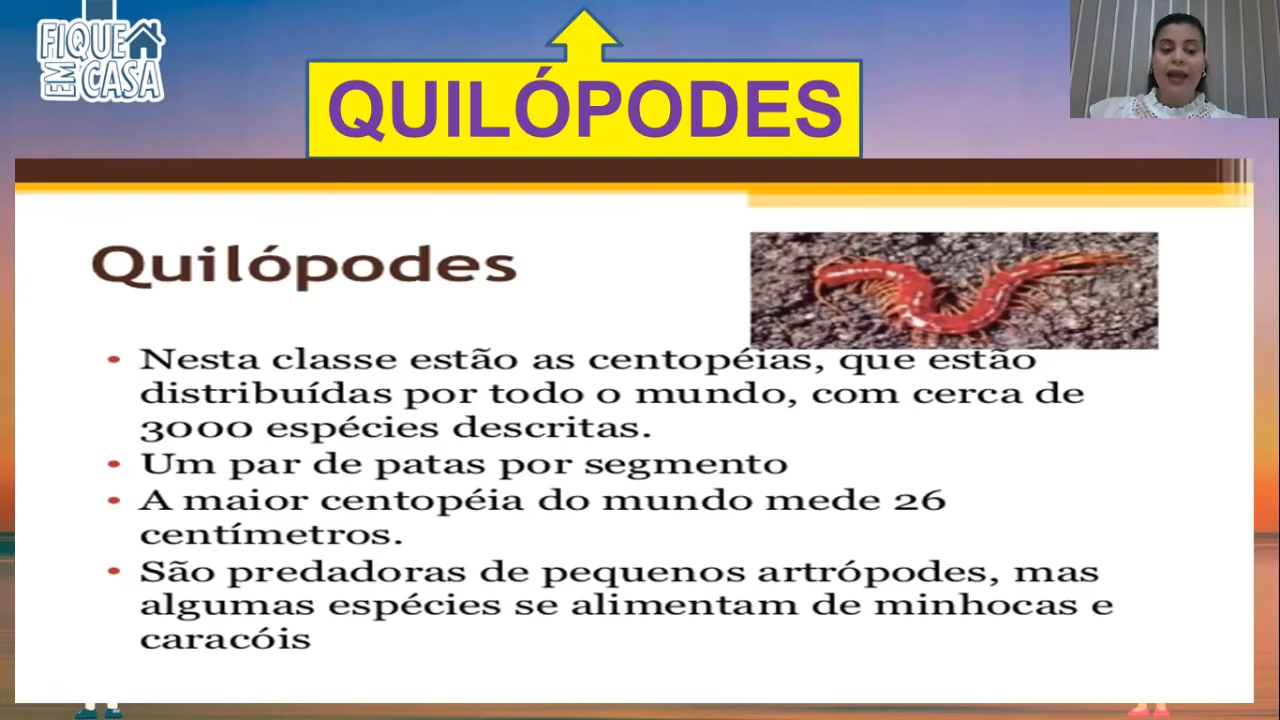 FIQUE
EM CASA
QUILÓPODES
Quilópodes
• Nesta classe estão as centopéias, que estão
distribuídas por todo o mundo, com cerca de
3000 espécies descritas.
• Um par de patas por segmento
• A maior centopéia do mundo mede 26
centímetros.
• São predadoras de pequenos artrópodes, mas
algumas espécies se alimentam de minhocas e
caracóis